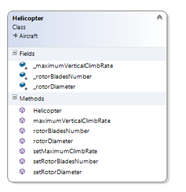 Helicopter
Class
Aircraft
Fields
_maximumVerticalClimbRate
_rotorBladesNumber
_rotorDiameter
Methods
Helicopter
maximumVerticalClimbRate
rotorBladesNumber
rotorDiameter
setMaximumClimbRate
setRotorBladesNumber
setRotorDiameter